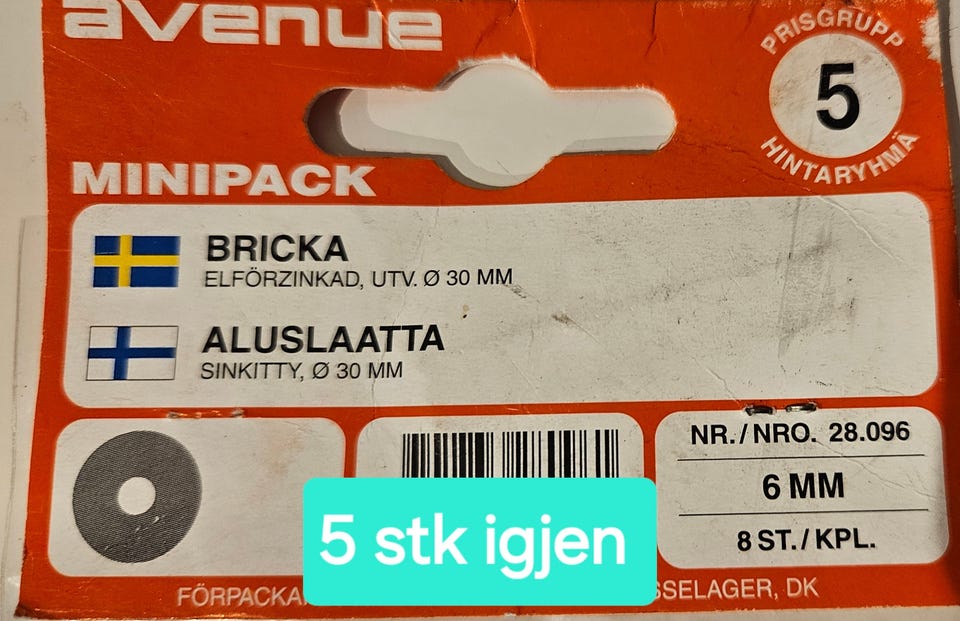 avenue
PRISGRUPP
5
HINTARYHMÄ
MINIPACK
BRICKA
ELFÖRZINKAD, UTV. Ø 30 MM
ALUSLAATTA
SINKITTY, Ø 30 MM
NR./NRO. 28.096
6 MM
8 ST./KPL.
5 stk igjen
DK